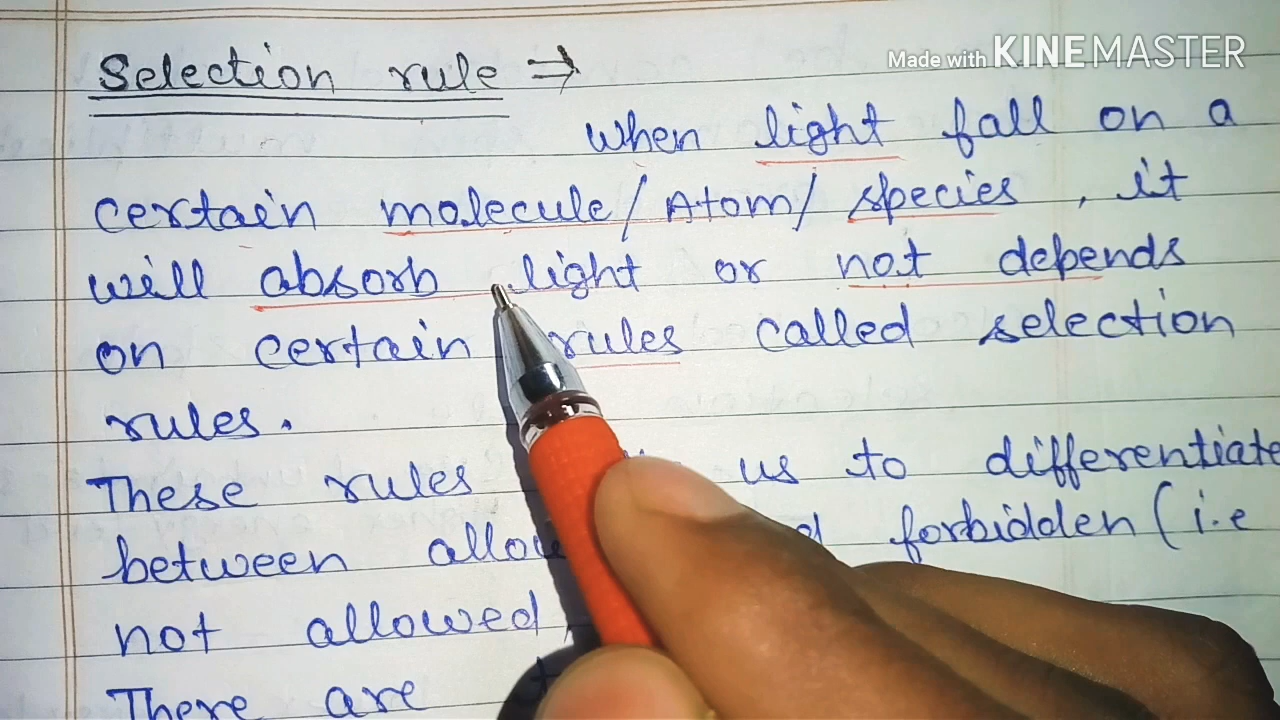 Made with KINEMASTER
Selection rule ⇒
when light fall on a
certain molecule/Atom/species, it
will absorb light or not depends
on certain rules called selection
rules.
These rules us to differentiate
between forbidden (i.e
not allowed
There are